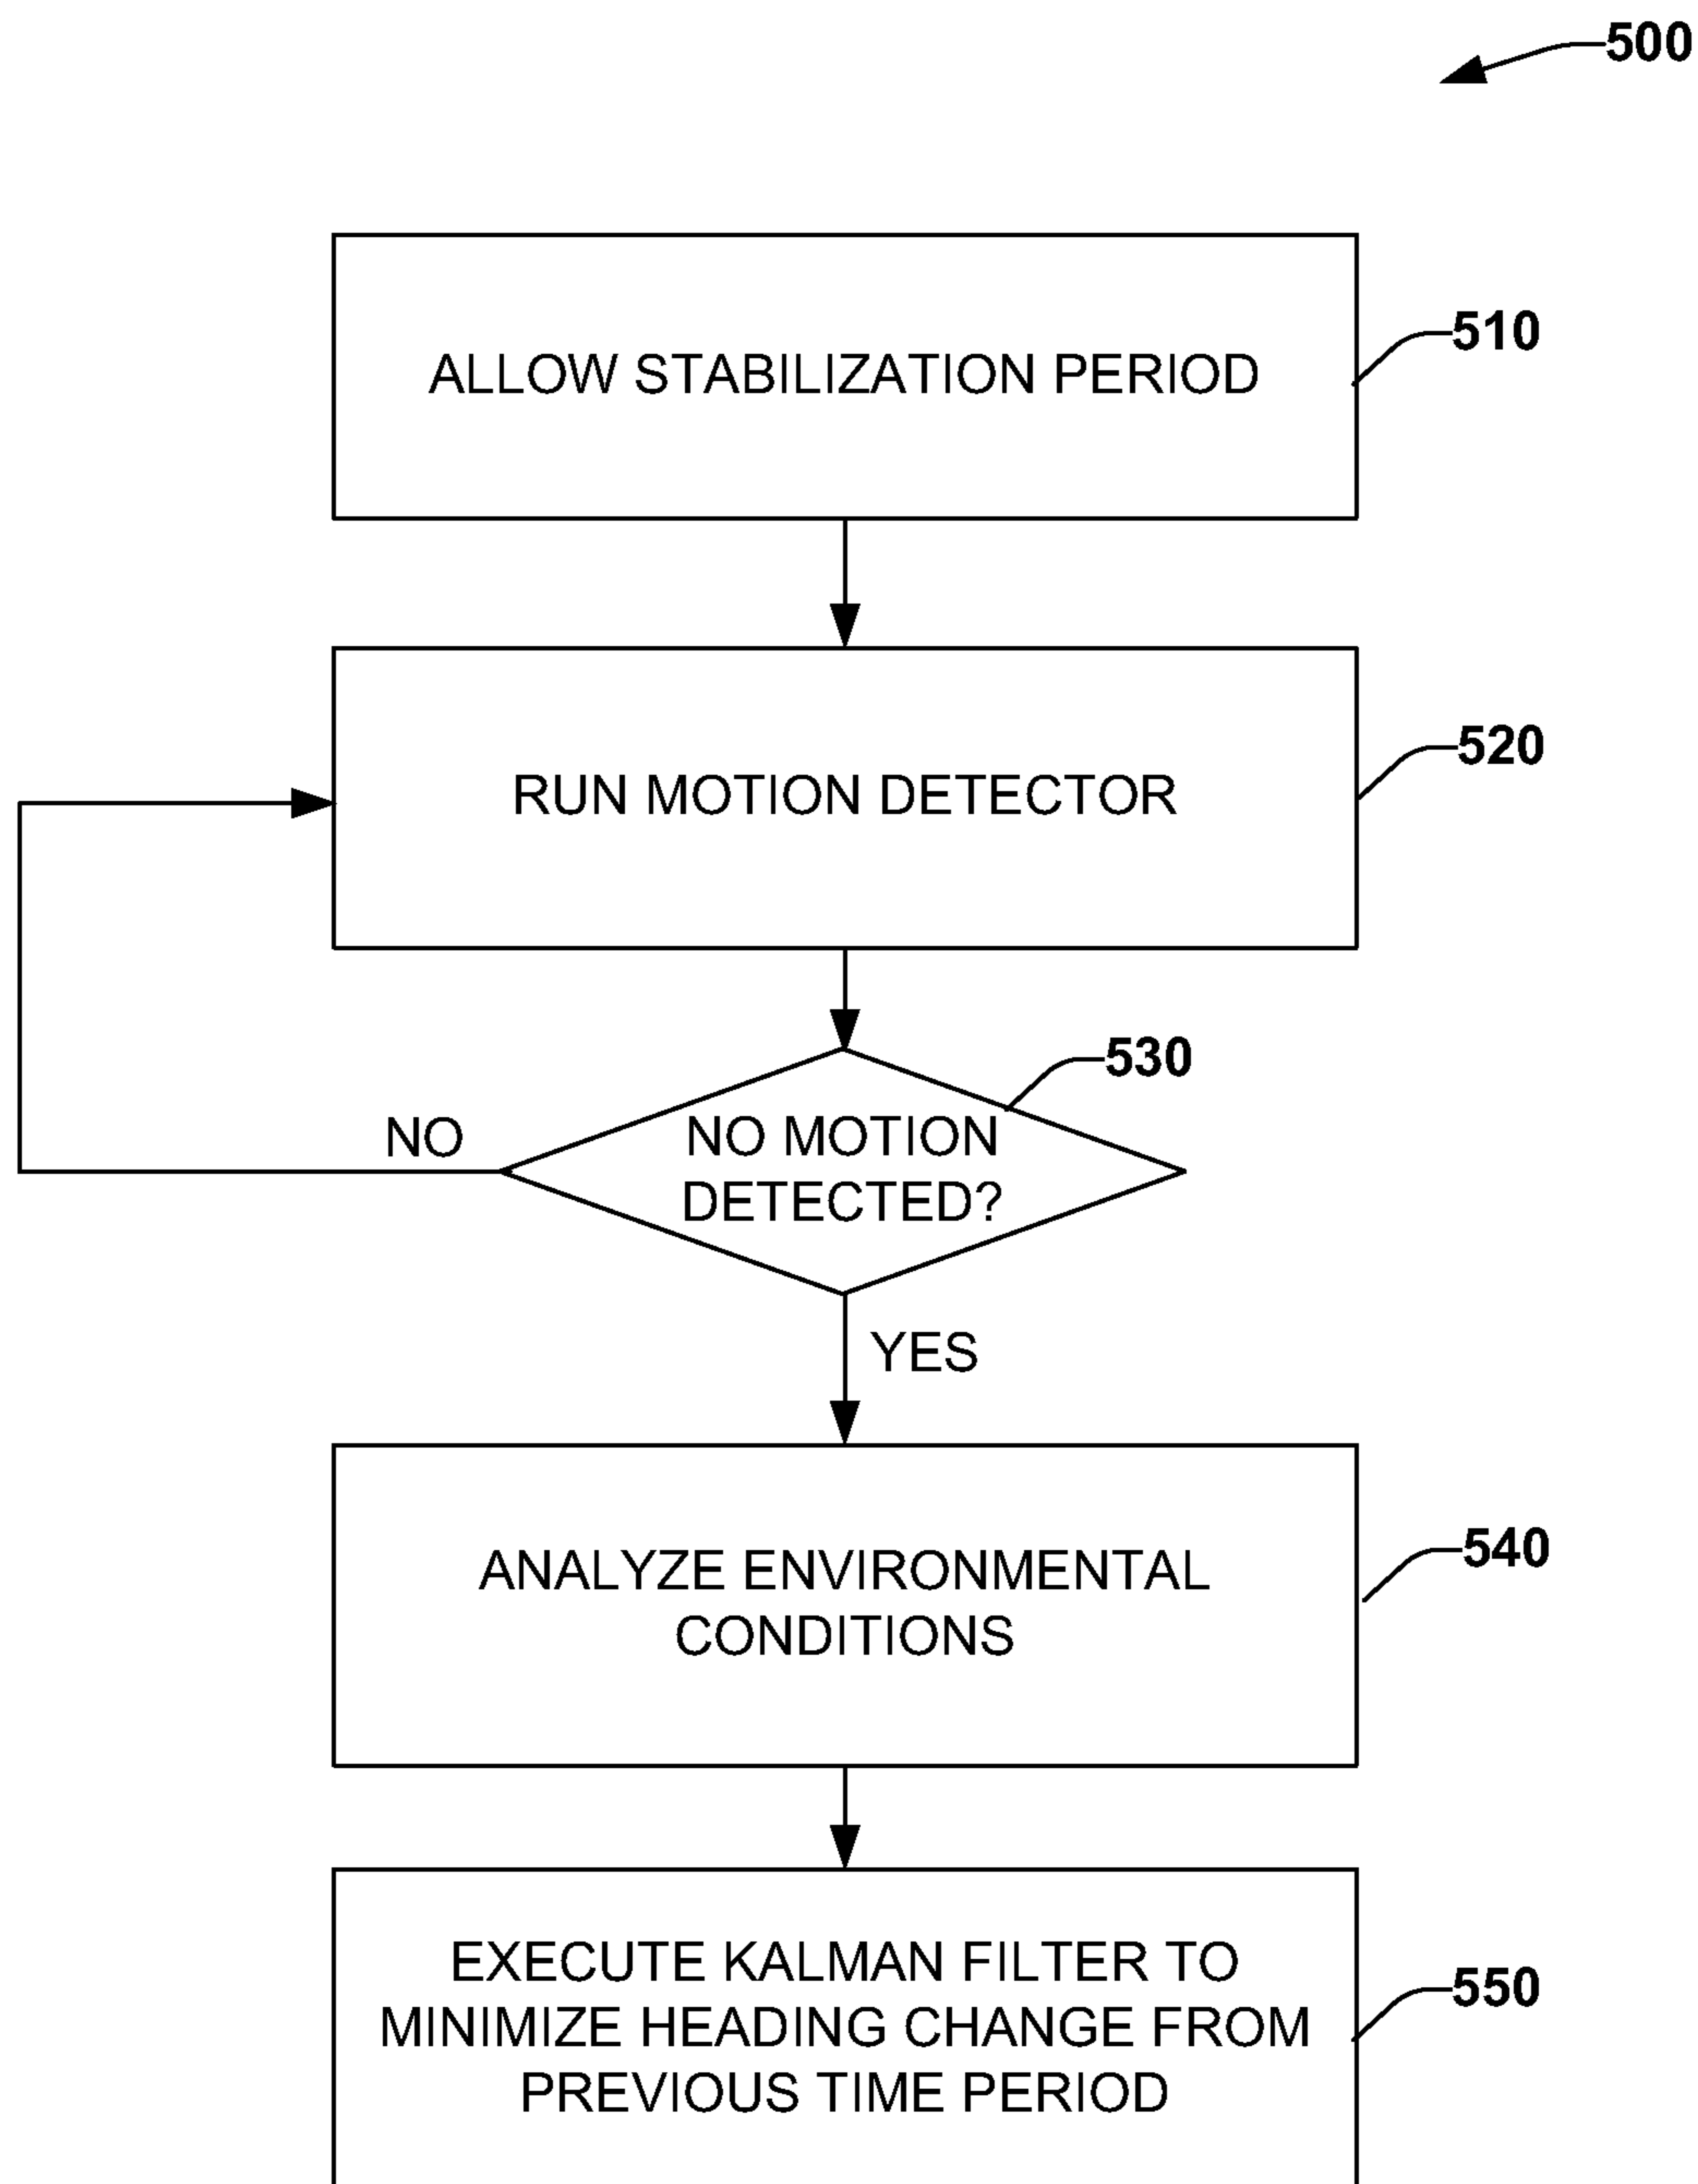 500
ALLOW STABILIZATION PERIOD
510
RUN MOTION DETECTOR
520
530
NO MOTION
DETECTED?
NO
YES
ANALYZE ENVIRONMENTAL
CONDITIONS
540
EXECUTE KALMAN FILTER TO
MINIMIZE HEADING CHANGE FROM
PREVIOUS TIME PERIOD
550